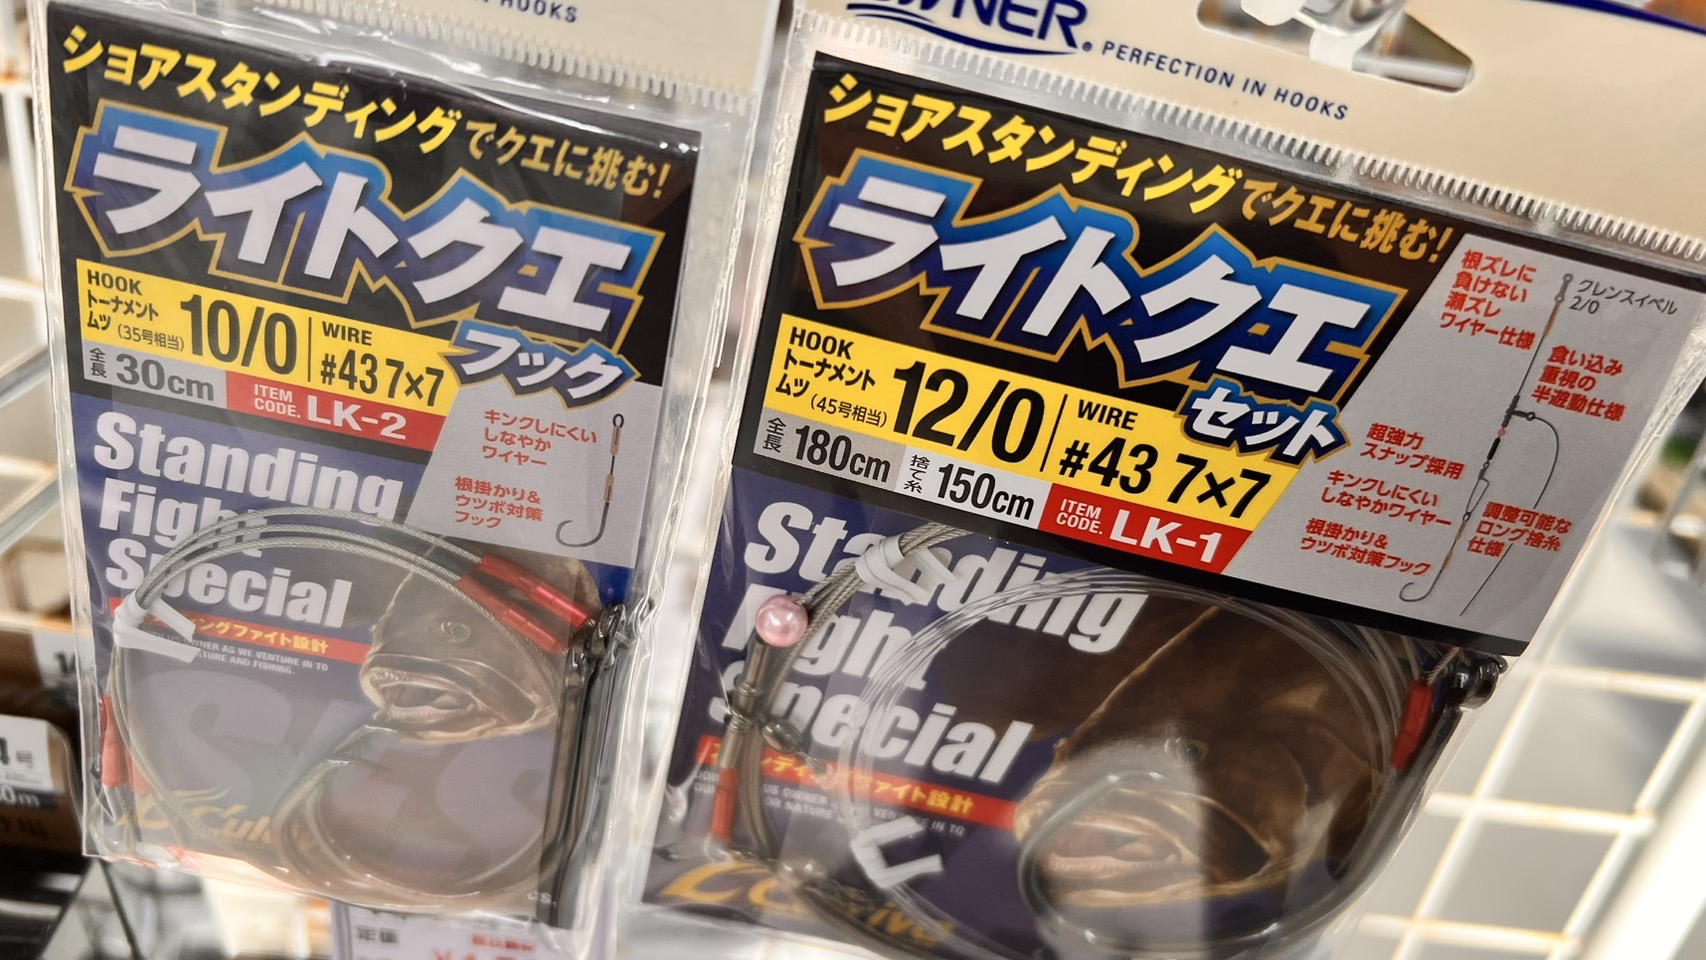 IN HOOKS
ショアスタンディングでクエに挑む!
ライトクエ
フック
HOOK
トーナメント
ムツ(35号相当)
10/0
WIRE
#43 7×7
全長 30cm
ITEM CODE. LK-2
キンクしにくい
しなやか
ワイヤー
根掛かり&
ウツボ対策
フック
Standing
Fight
Special
OWNER
® PERFECTION IN HOOKS
ショアスタンディングでクエに挑む!
ライトクエ
セット
HOOK
トーナメント
ムツ(45号相当)
12/0
WIRE
#43 7×7
全長 180cm
捨て糸 150cm
ITEM CODE. LK-1
根ズレに
負けない
瀬ズレ
ワイヤー仕様
クレンスイベル
2/0
食い込み
重視の
半遊動仕様
超強力
スナップ採用
キンクしにくい
しなやかワイヤー
調整可能な
ロング捨糸
仕様
根掛かり&
ウツボ対策フック
Standing
Fight
Special
ファイト設計
定価